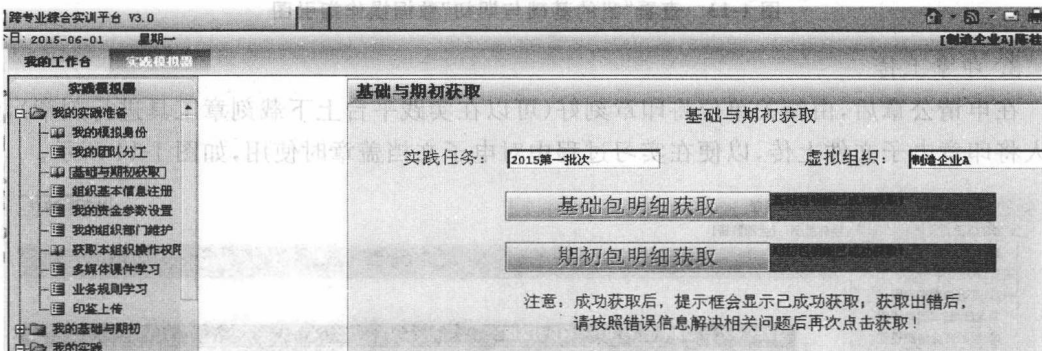 跨专业综合实训平台 V3.0
日：2015-06-01 星期一
[制造企业A]陈桂
我的工作台 实践模拟器
实践模拟器
我的实践准备
我的模拟身份
我的团队分工
基础与期初获取
组织基本信息注册
我的资金参数设置
我的组织部门维护
获取本组织操作权限
多媒体课件学习
业务规则学习
印鉴上传
我的基础与期初
我的实践
基础与期初获取
基础与期初获取
实践任务： 2015第一批次 虚拟组织： 制造企业A
基础包明细获取
期初包明细获取
注意：成功获取后，提示框会显示已成功获取；获取出错后，
请按照错误信息解决相关问题后再次点击获取！